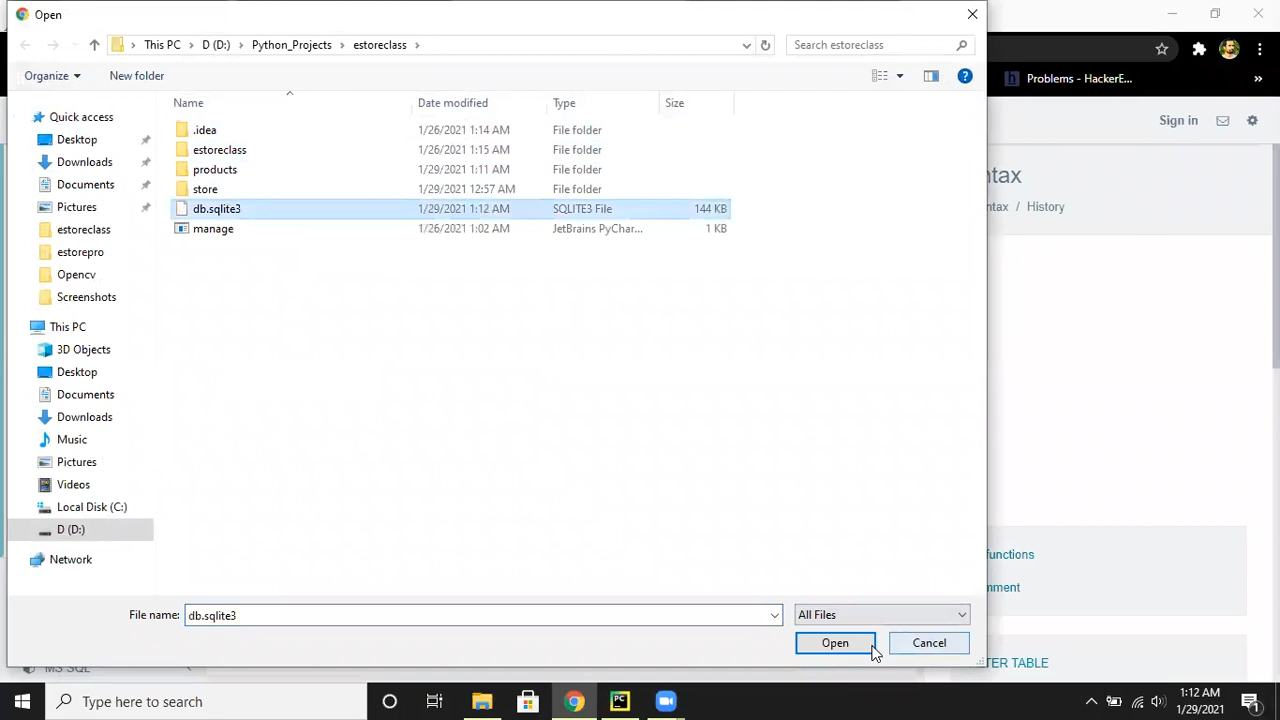 Open
This PC › D (D:) › Python_Projects › estoreclass ›
Search estoreclass
Organize
New folder
Problems - HackerE...
»
Name
Date modified
Type
Size
Quick access
Desktop
Downloads
Documents
Pictures
estoreclass
estorepro
Opencv
Screenshots
This PC
3D Objects
Desktop
Documents
Downloads
Music
Pictures
Videos
Local Disk (C:)
D (D:)
Network
.idea 1/26/2021 1:14 AM File folder
estoreclass 1/26/2021 1:15 AM File folder
products 1/29/2021 1:11 AM File folder
store 1/29/2021 12:57 AM File folder
db.sqlite3 1/29/2021 1:12 AM SQLITE3 File 144 KB
manage 1/26/2021 1:02 AM JetBrains PyChar... 1 KB
Sign in
ntax
ntax / History
functions
mment
TER TABLE
File name: db.sqlite3
All Files
Open
Cancel
MS SQL
Type here to search
PC
1:12 AM
1/29/2021
1